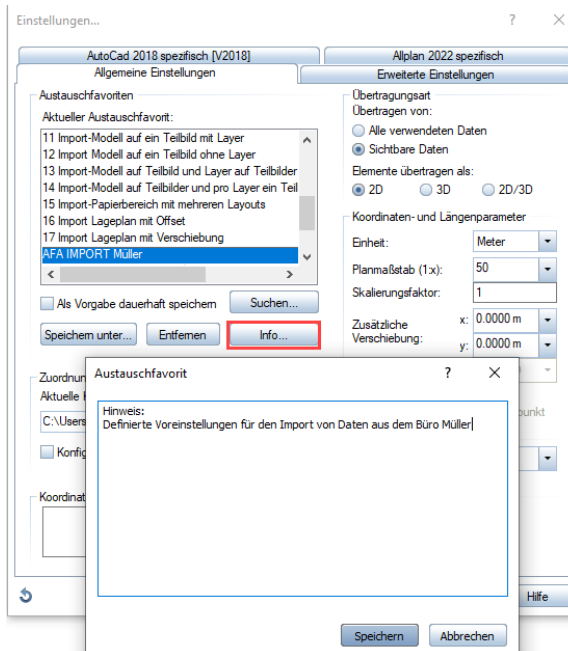 Einstellungen...
AutoCad 2018 spezifisch [V2018]
Allplan 2022 spezifisch
Allgemeine Einstellungen
Erweiterte Einstellungen
Austauschfavoriten
Aktueller Austauschfavorit:
11 Import-Modell auf ein Teilbild mit Layer
12 Import Modell auf ein Teilbild ohne Layer
13 Import-Modell auf Teilbild und Layer auf Teilbilder
14 Import-Modell auf Teilbilder und pro Layer ein Teil
15 Import-Papierbereich mit mehreren Layouts
16 Import Lageplan mit Offset
17 Import Lageplan mit Verschiebung
AFA IMPORT Müller
Als Vorgabe dauerhaft speichern
Suchen...
Speichern unter...
Entfernen
Info...
Übertragungsart
Übertragen von:
Alle verwendeten Daten
Sichtbare Daten
Elemente übertragen als:
2D
3D
2D/3D
Koordinaten- und Längenparameter
Einheit:
Meter
Planmaßstab (1:x):
50
Skalierungsfaktor:
1
Zusätzliche
Verschiebung:
x:
0.0000 m
y:
0.0000 m
Zuordnun
Aktuelle
C:\Users
Konfig
Koordinat
punkt
Hilfe
Austauschfavorit
Hinweis:
Definierte Voreinstellungen für den Import von Daten aus dem Büro Müller
Speichern
Abbrechen